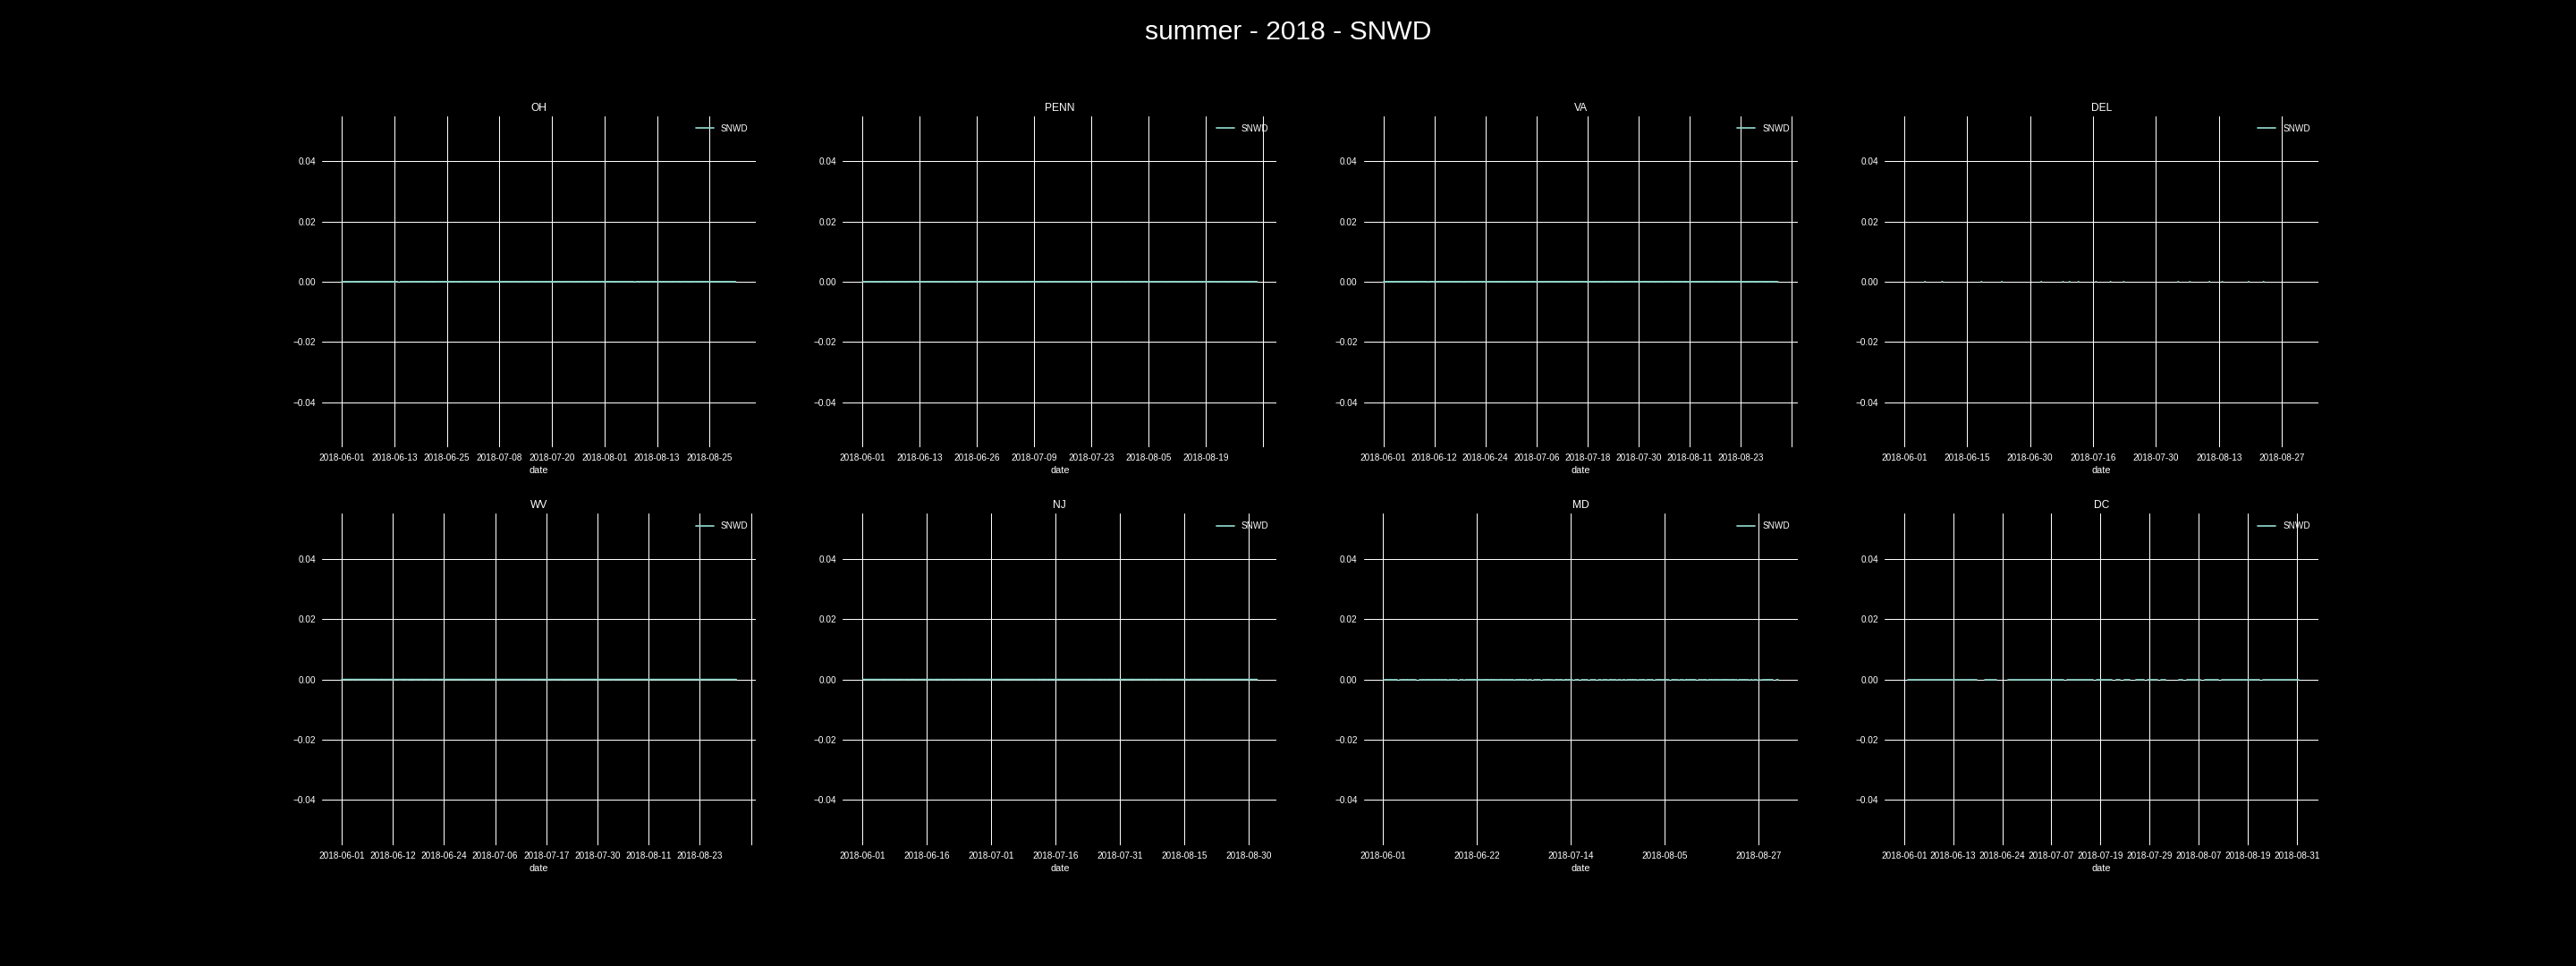 summer - 2018 - SNWD
OH
SNWD
0.04
0.02
0.00
−0.02
−0.04
2018-06-01 2018-06-13 2018-06-25 2018-07-08 2018-07-20 2018-08-01 2018-08-13 2018-08-25
date
PENN
SNWD
0.04
0.02
0.00
−0.02
−0.04
2018-06-01 2018-06-13 2018-06-26 2018-07-09 2018-07-23 2018-08-05 2018-08-19
date
VA
SNWD
0.04
0.02
0.00
−0.02
−0.04
2018-06-01 2018-06-12 2018-06-24 2018-07-06 2018-07-18 2018-07-30 2018-08-11 2018-08-23
date
DEL
SNWD
0.04
0.02
0.00
−0.02
−0.04
2018-06-01 2018-06-15 2018-06-30 2018-07-16 2018-07-30 2018-08-13 2018-08-27
date
WV
SNWD
0.04
0.02
0.00
−0.02
−0.04
2018-06-01 2018-06-12 2018-06-24 2018-07-06 2018-07-17 2018-07-30 2018-08-11 2018-08-23
date
NJ
SNWD
0.04
0.02
0.00
−0.02
−0.04
2018-06-01 2018-06-16 2018-07-01 2018-07-16 2018-07-31 2018-08-15 2018-08-30
date
MD
SNWD
0.04
0.02
0.00
−0.02
−0.04
2018-06-01 2018-06-22 2018-07-14 2018-08-05 2018-08-27
date
DC
SNWD
0.04
0.02
0.00
−0.02
−0.04
2018-06-01 2018-06-13 2018-06-24 2018-07-07 2018-07-19 2018-07-29 2018-08-07 2018-08-19 2018-08-31
date